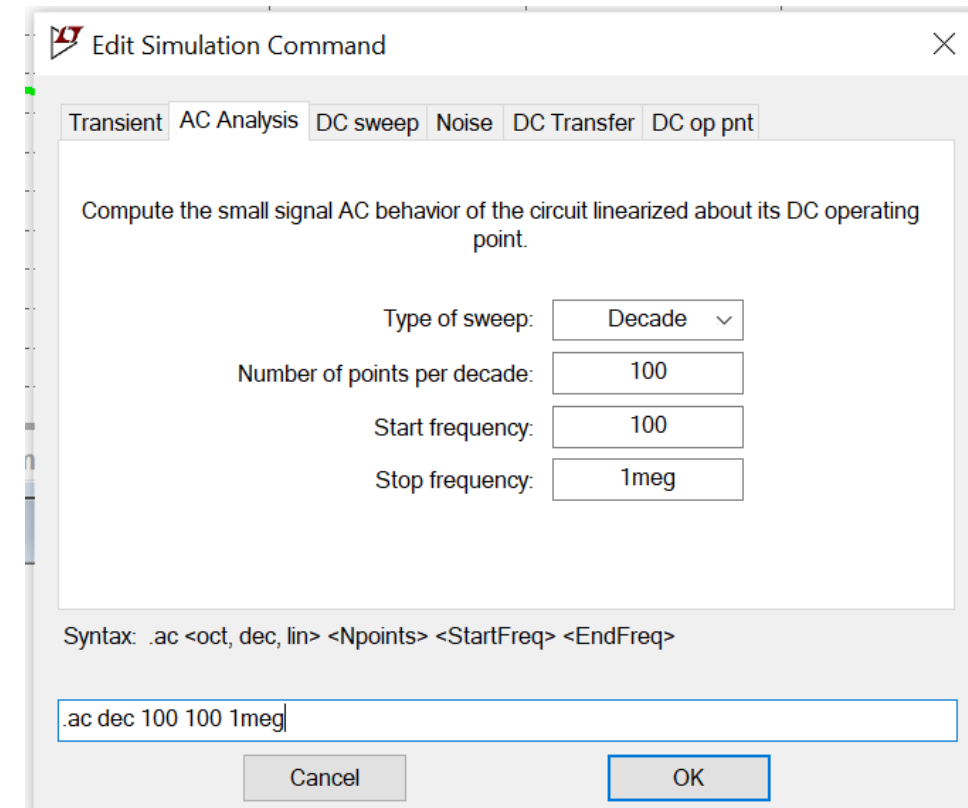 Edit Simulation Command
Transient AC Analysis DC sweep Noise DC Transfer DC op pnt
Compute the small signal AC behavior of the circuit linearized about its DC operating
point.
Type of sweep: Decade
Number of points per decade: 100
Start frequency: 100
Stop frequency: 1meg
Syntax: .ac <oct, dec, lin> <Npoints> <StartFreq> <EndFreq>
.ac dec 100 100 1meg
Cancel OK